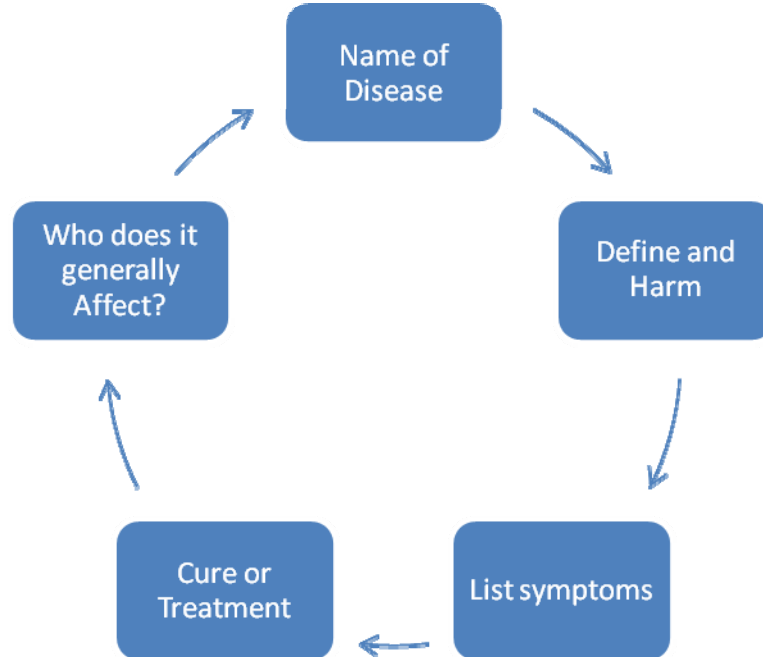 Name of
Disease
Define and
Harm
List symptoms
Cure or
Treatment
Who does it
generally
Affect?